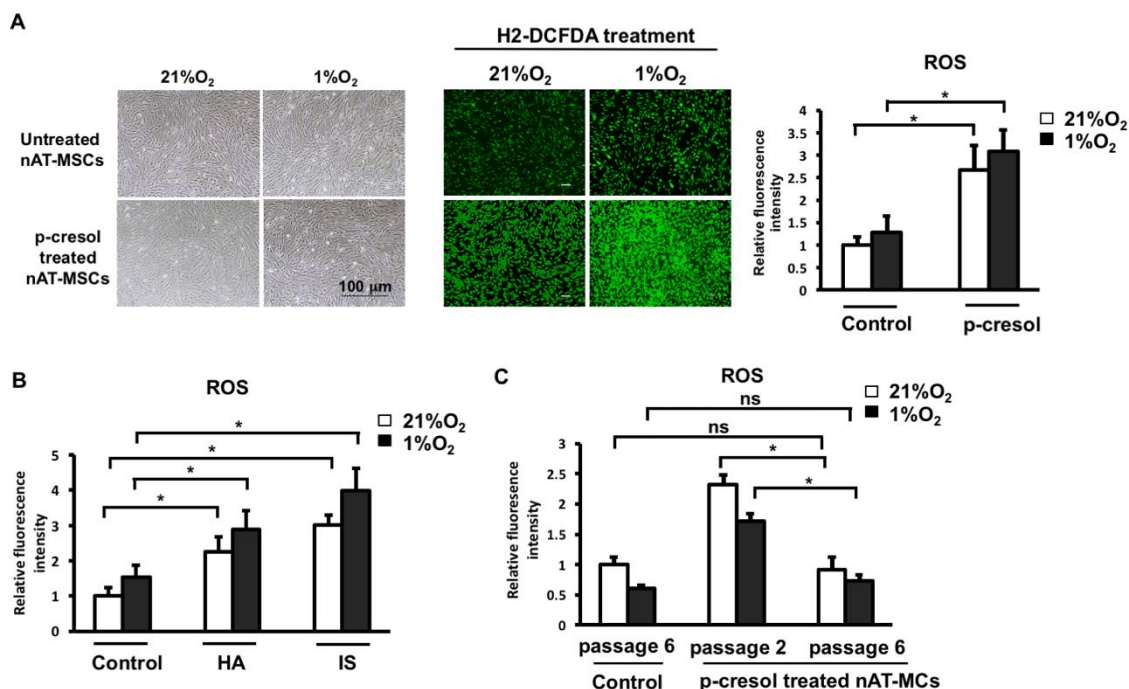 A
H2-DCFDA treatment
21%O₂ 1%O₂ 21%O₂ 1%O₂
Untreated
nAT-MSCs
p-cresol
treated
nAT-MSCs
100 μm
ROS
21%O₂
1%O₂
* *
Relative fluorescence
intensity
4
3.5
3
2.5
2
1.5
1
0.5
0
Control p-cresol
B
ROS
21%O₂
1%O₂
*
*
*
*
Relative fluorescence
intensity
5
4
3
2
1
0
Control HA IS
C
ROS
21%O₂
1%O₂
ns
ns
*
*
Relative fluorescence
intensity
3
2.5
2
1.5
1
0.5
0
passage 6 passage 2 passage 6
Control p-cresol treated nAT-MCs